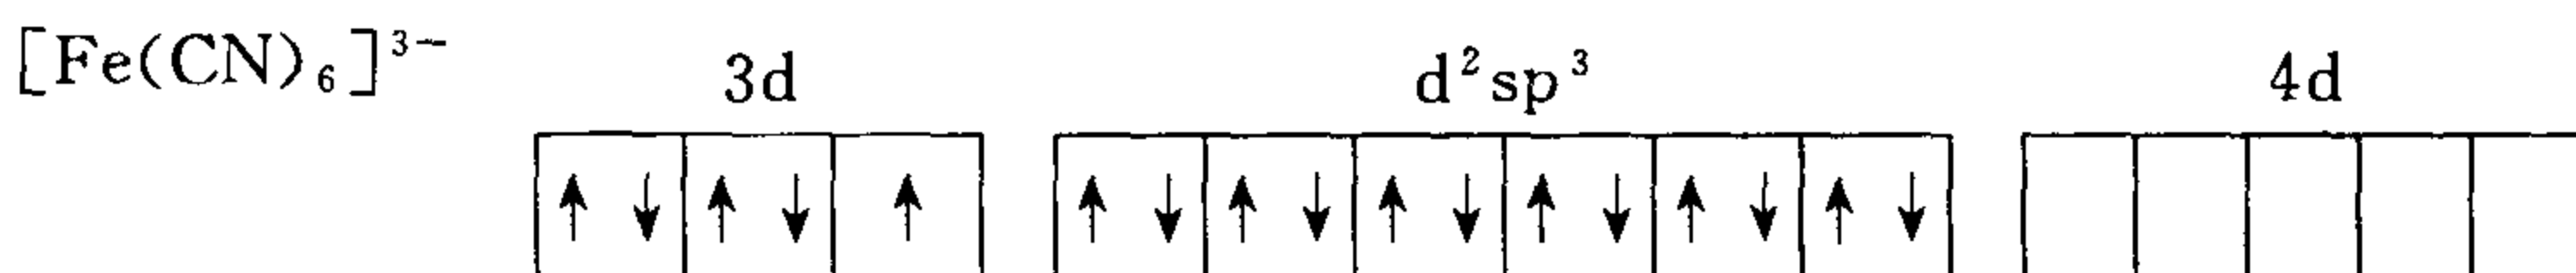 [Fe(CN)₆]³⁻ 3d d²sp³ 4d
↑ ↓ ↑ ↓ ↑ ↑ ↓ ↑ ↓ ↑ ↓ ↑ ↓ ↑ ↓ ↑ ↓